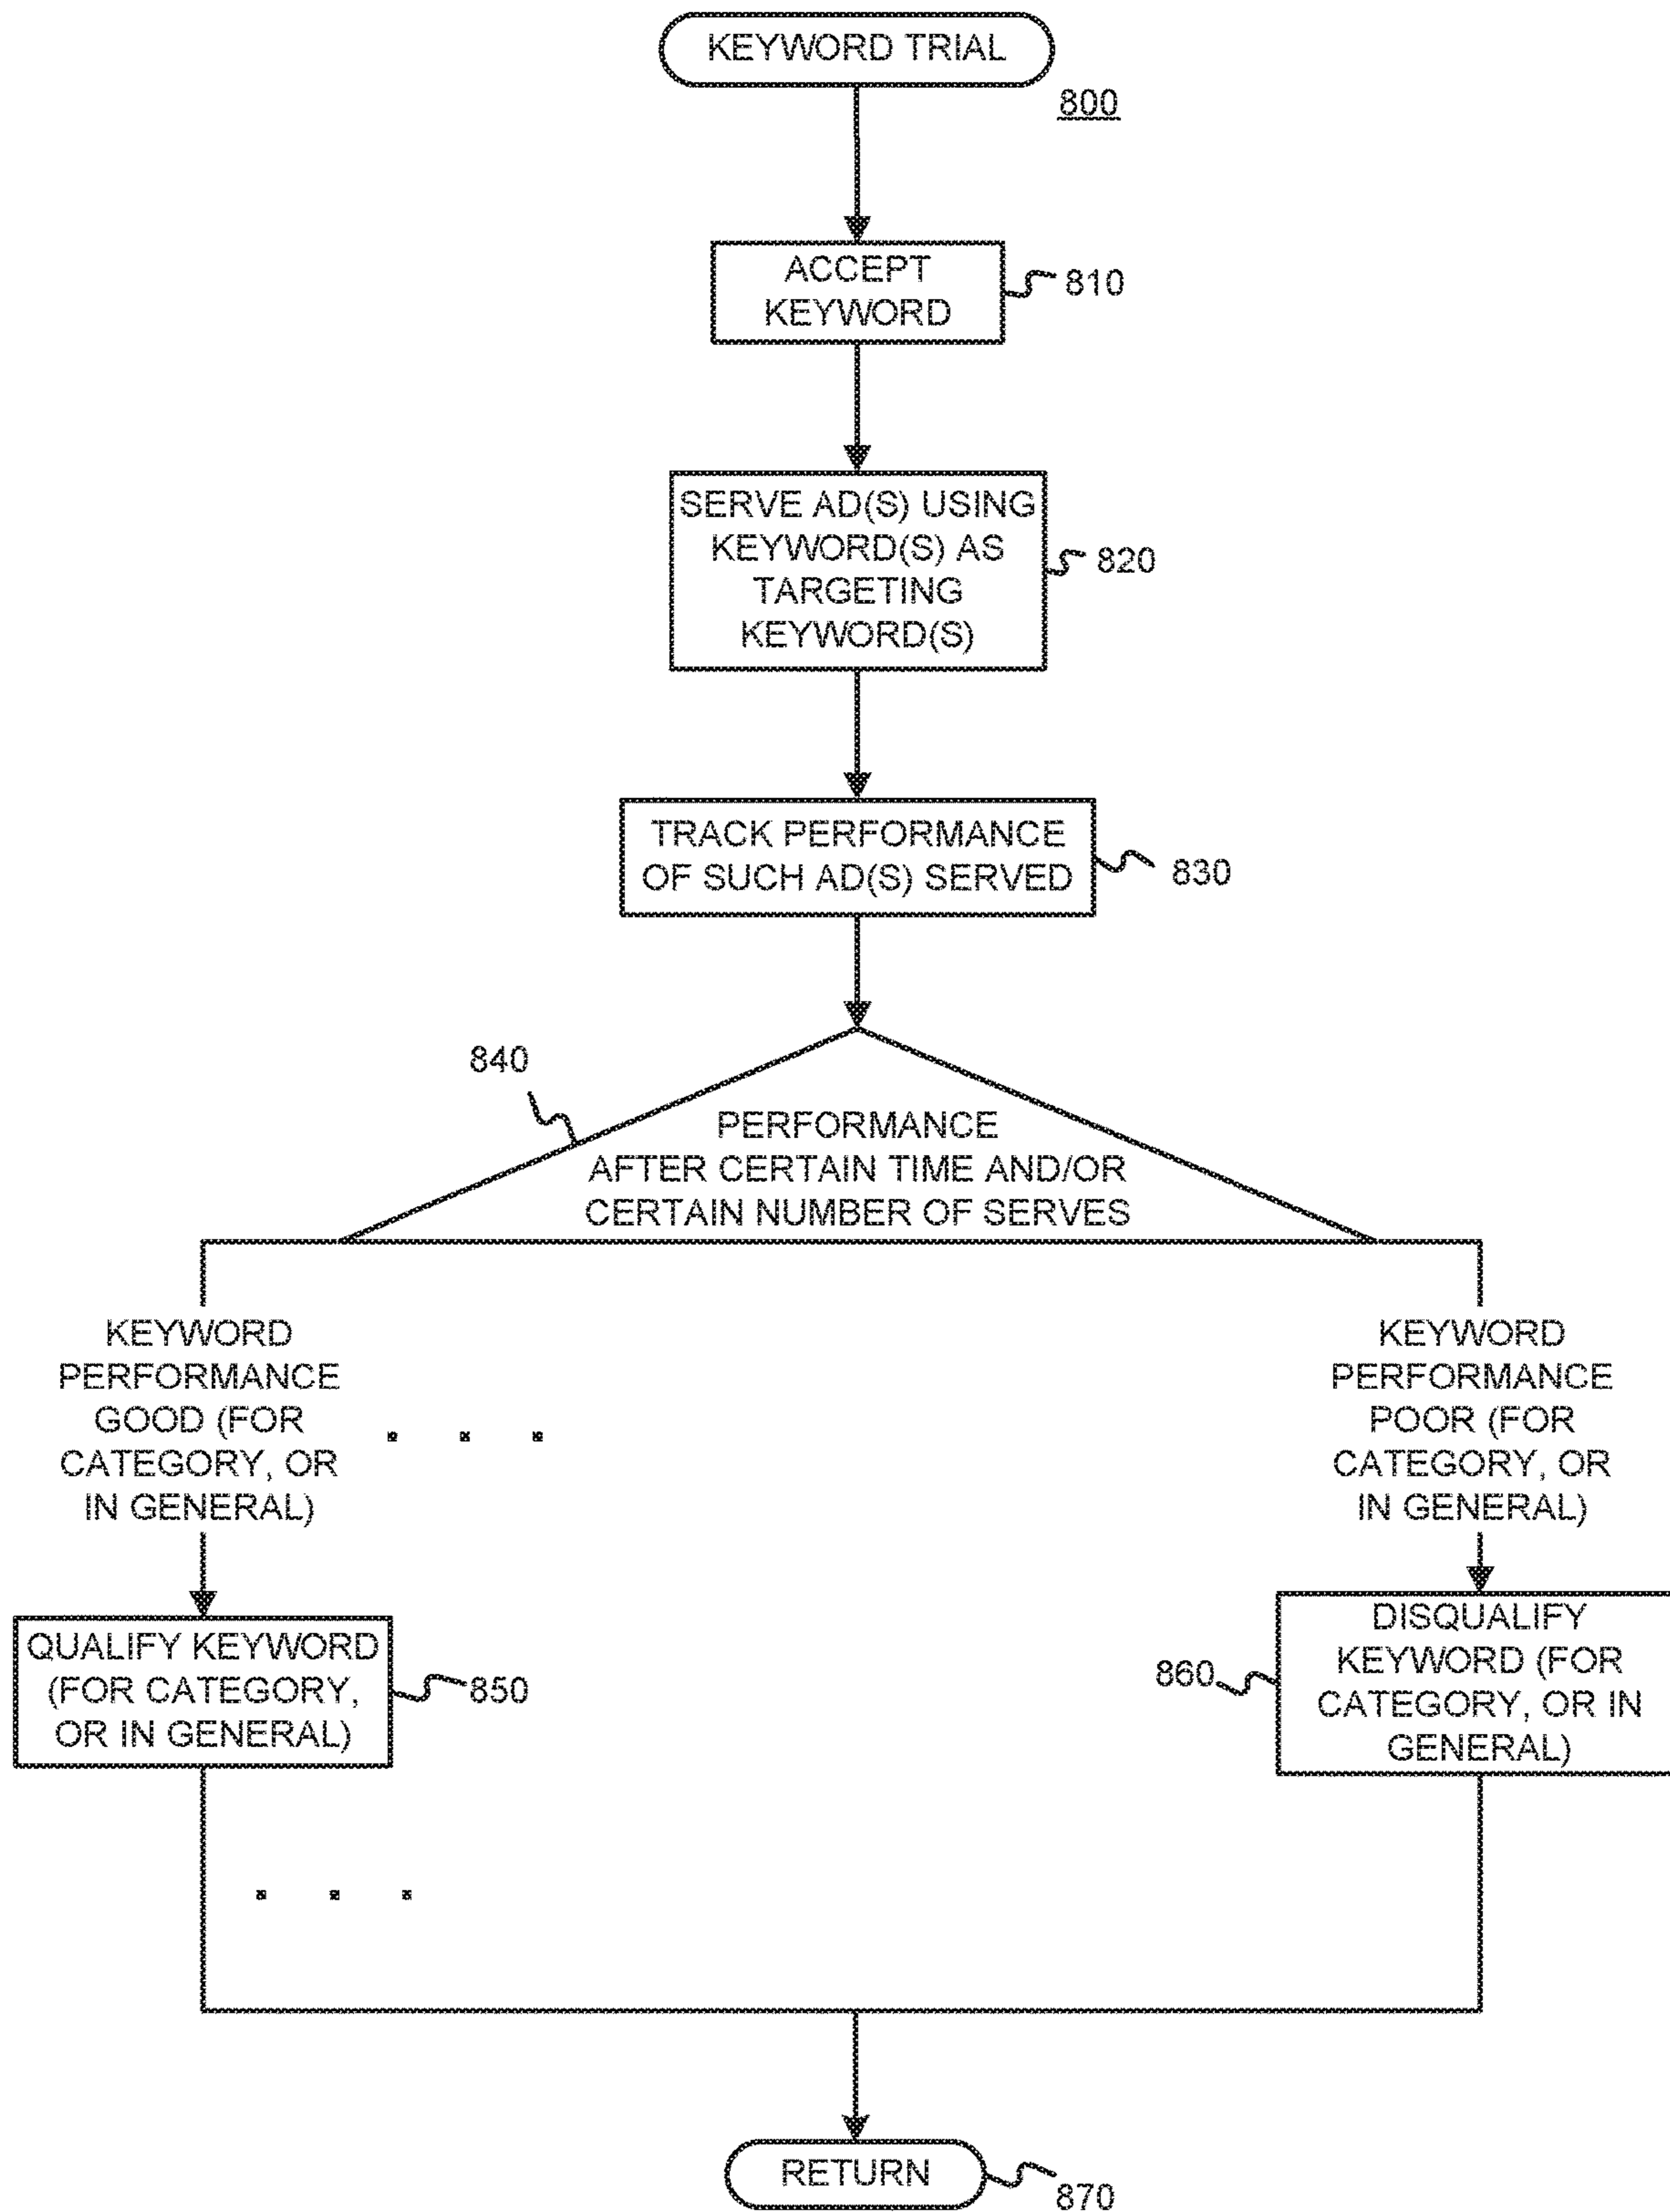 KEYWORD TRIAL
800
ACCEPT
KEYWORD
810
SERVE AD(S) USING
KEYWORD(S) AS
TARGETING
KEYWORD(S)
820
TRACK PERFORMANCE
OF SUCH AD(S) SERVED
830
840
PERFORMANCE
AFTER CERTAIN TIME AND/OR
CERTAIN NUMBER OF SERVES
KEYWORD
PERFORMANCE
GOOD (FOR
CATEGORY, OR
IN GENERAL)
. . .
KEYWORD
PERFORMANCE
POOR (FOR
CATEGORY, OR
IN GENERAL)
QUALIFY KEYWORD
(FOR CATEGORY,
OR IN GENERAL)
850
860
DISQUALIFY
KEYWORD (FOR
CATEGORY, OR IN
GENERAL)
. . .
RETURN
870